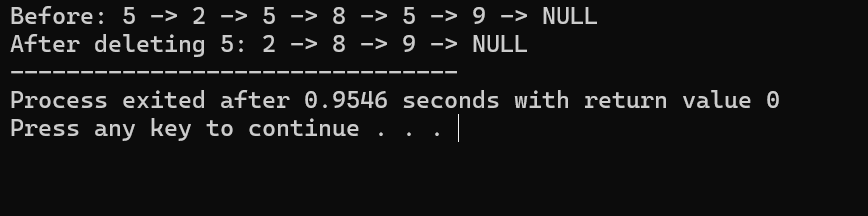 Before: 5 -> 2 -> 5 -> 8 -> 5 -> 9 -> NULL
After deleting 5: 2 -> 8 -> 9 -> NULL
--------------------------------
Process exited after 0.9546 seconds with return value 0
Press any key to continue . . .